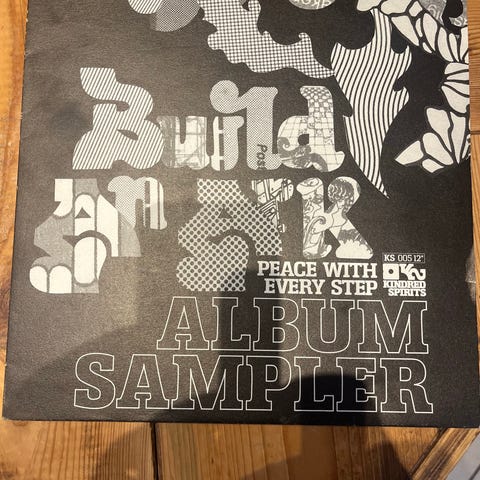 Build
An Ark
PEACE WITH
EVERY STEP
KS 005 12"
KINDRED
SPIRITS
ALBUM
SAMPLER